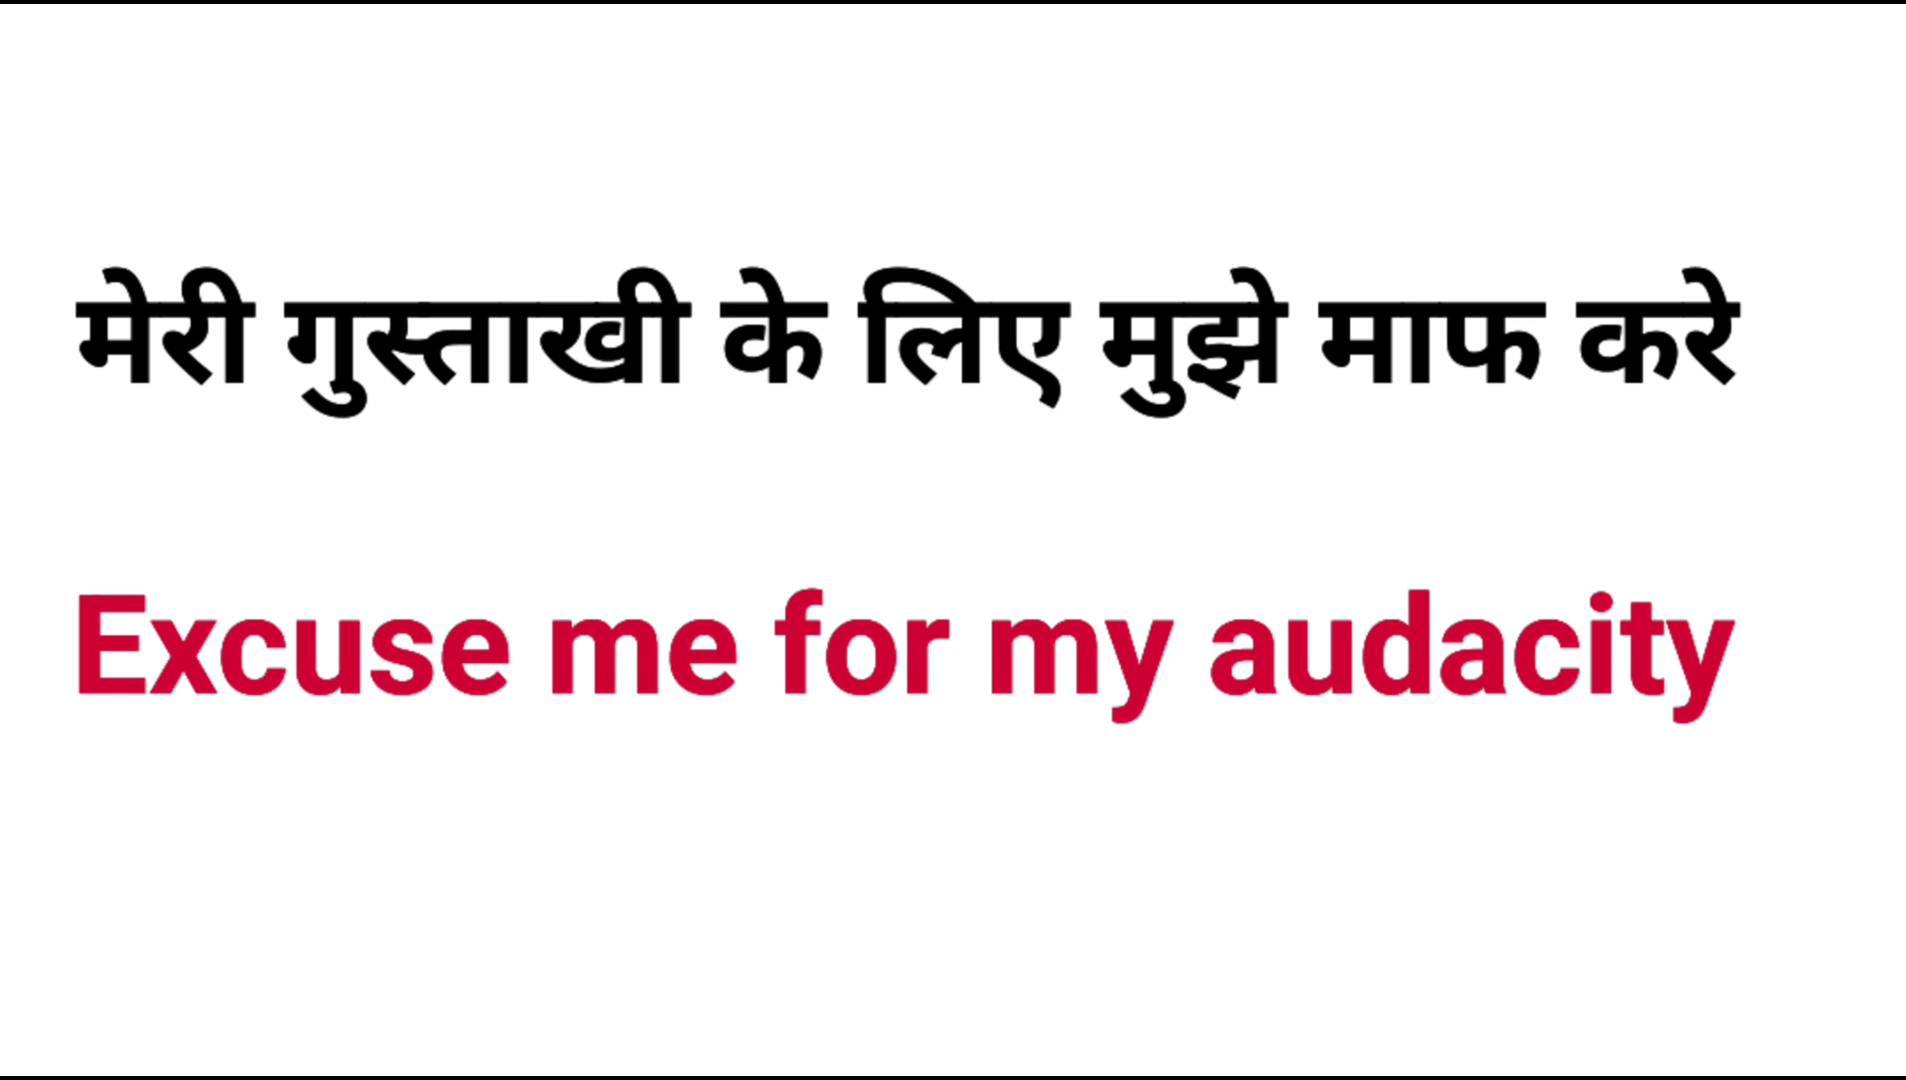 मेरी गुस्ताखी के लिए मुझे माफ करे
Excuse me for my audacity